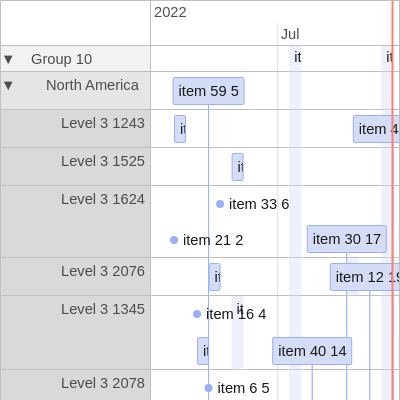 2022
Jul
▼ Group 10
it
it
▼ North America
item 59 5
Level 3 1243
it
item 4
Level 3 1525
it
Level 3 1624
item 33 6
item 21 2
item 30 17
Level 3 2076
it
item 12 19
Level 3 1345
item 16 4
it
it
item 40 14
Level 3 2078
item 6 5